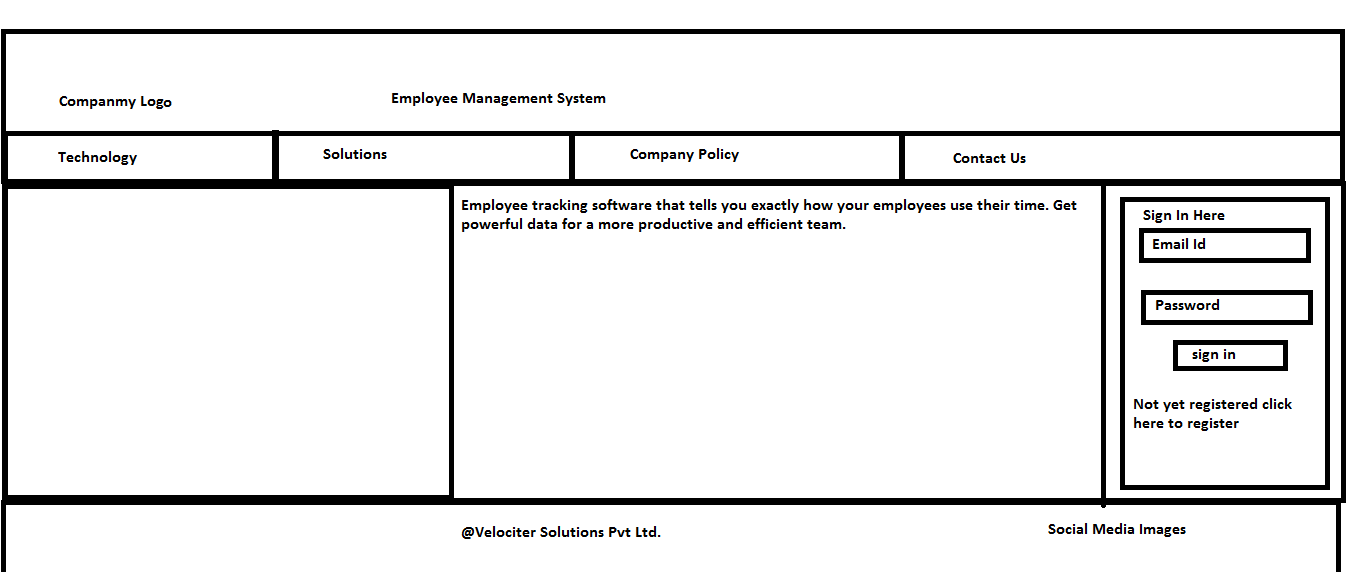 Companmy Logo
Employee Management System
Technology
Solutions
Company Policy
Contact Us
Employee tracking software that tells you exactly how your employees use their time. Get
powerful data for a more productive and efficient team.
Sign In Here
Email Id
Password
sign in
Not yet registered click
here to register
@Velociter Solutions Pvt Ltd.
Social Media Images